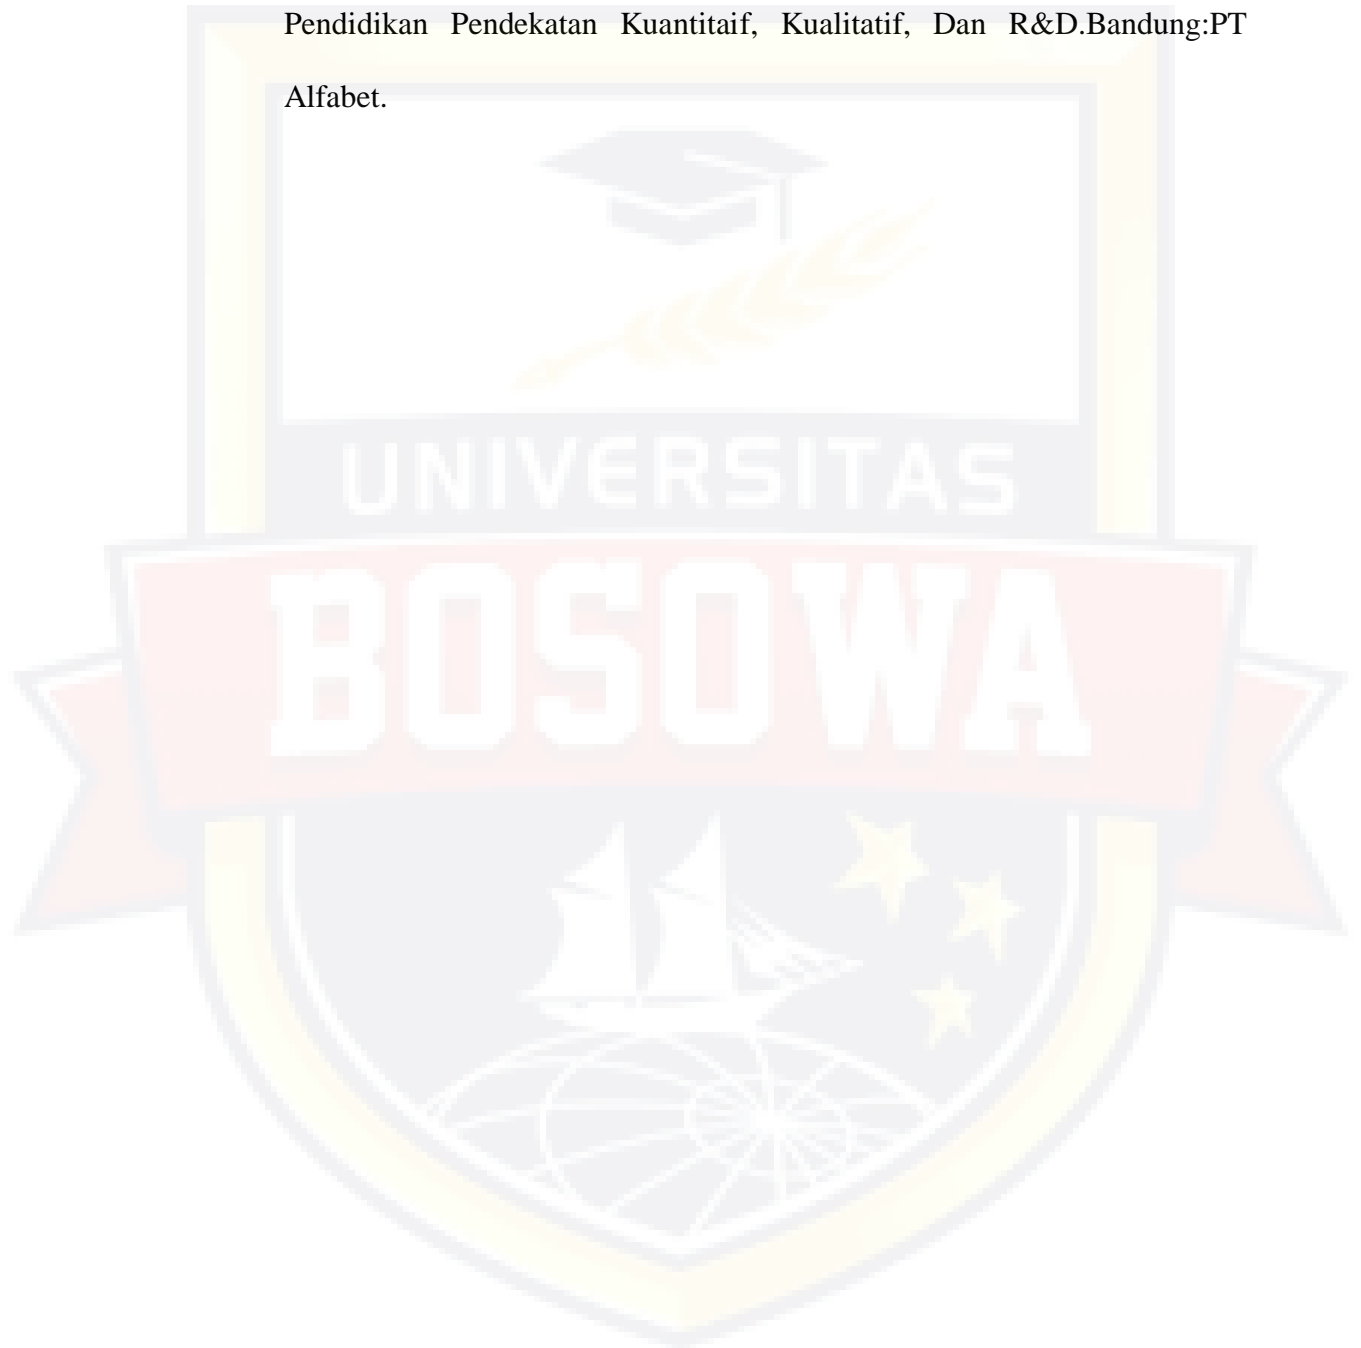 Pendidikan Pendekatan Kuantitaif, Kualitatif, Dan R&D.Bandung:PT
Alfabet.
UNIVERSITAS
BOSOWA